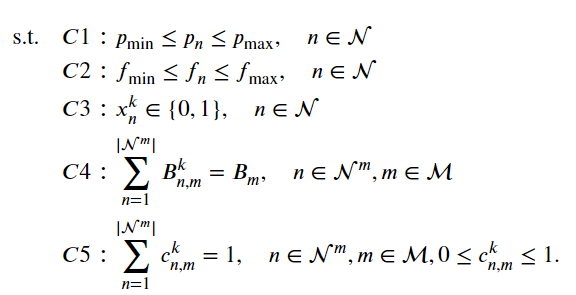 s.t. C1 : p_min ≤ p_n ≤ p_max, n ∈ 𝒩
C2 : f_min ≤ f_n ≤ f_max, n ∈ 𝒩
C3 : x_n^k ∈ {0, 1}, n ∈ 𝒩
C4 : ∑_{n=1}^{|𝒩^m|} B_{n,m}^k = B_m, n ∈ 𝒩^m, m ∈ ℳ
C5 : ∑_{n=1}^{|𝒩^m|} c_{n,m}^k = 1, n ∈ 𝒩^m, m ∈ ℳ, 0 ≤ c_{n,m}^k ≤ 1.